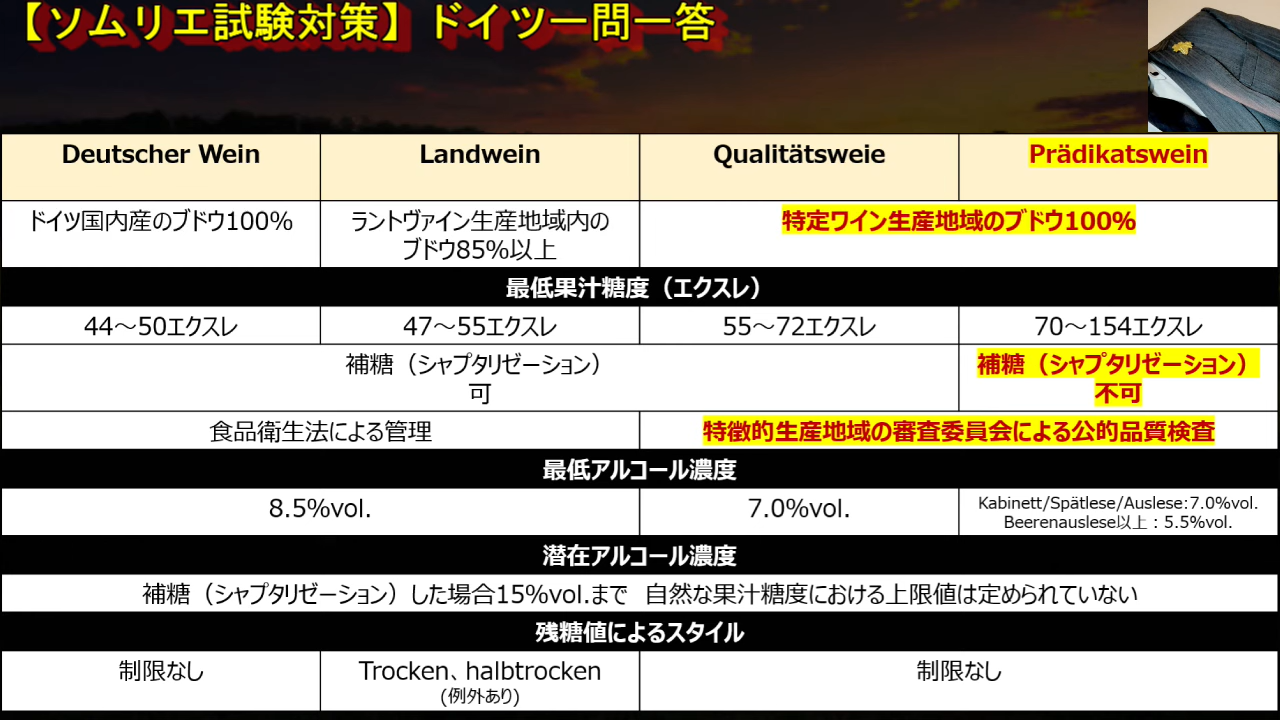 【ソムリエ試験対策】ドイツ一問一答
Deutscher Wein
Landwein
Qualitätsweie
Prädikatswein
ドイツ国内産のブドウ100%
ラントヴァイン生産地域内の
ブドウ85%以上
特定ワイン生産地域のブドウ100%
最低果汁糖度（エクスレ）
44～50エクスレ
47～55エクスレ
55～72エクスレ
70～154エクスレ
補糖（シャプタリゼーション）
可
補糖（シャプタリゼーション）
不可
食品衛生法による管理
特徴的生産地域の審査委員会による公的品質検査
最低アルコール濃度
8.5%vol.
7.0%vol.
Kabinett/Spätlese/Auslese:7.0%vol.
Beerenauslese以上：5.5%vol.
潜在アルコール濃度
補糖（シャプタリゼーション）した場合15%vol.まで　自然な果汁糖度における上限値は定められていない
残糖値によるスタイル
制限なし
Trocken、halbtrocken
(例外あり)
制限なし